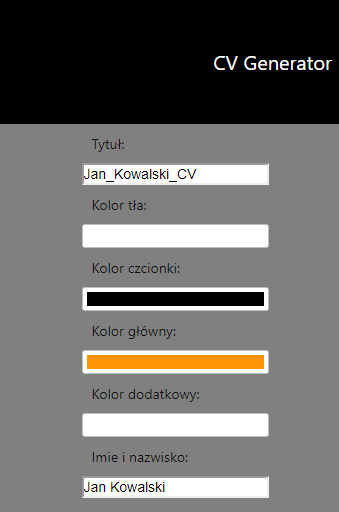 CV Generator
Tytuł:
Jan_Kowalski_CV
Kolor tła:
Kolor czcionki:
Kolor główny:
Kolor dodatkowy:
Imie i nazwisko:
Jan Kowalski